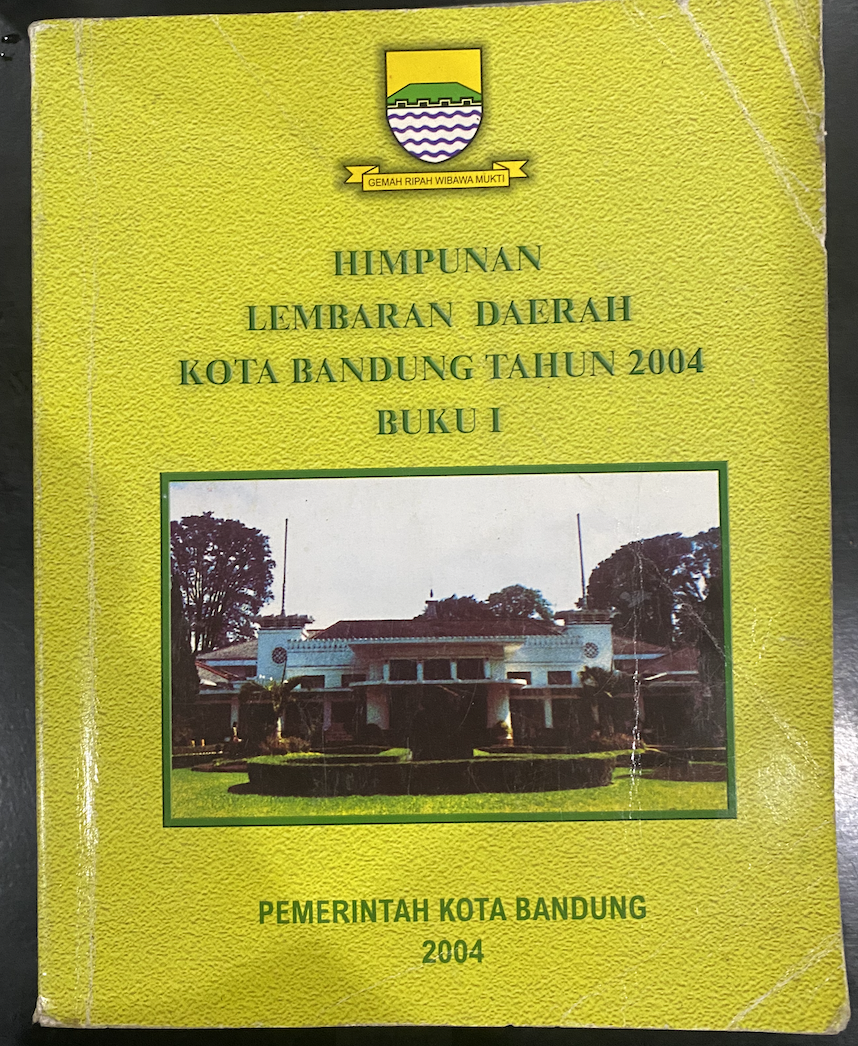 GEMAH RIPAH WIBAWA MUKTI
HIMPUNAN
LEMBARAN DAERAH
KOTA BANDUNG TAHUN 2004
BUKU I
PEMERINTAH KOTA BANDUNG
2004